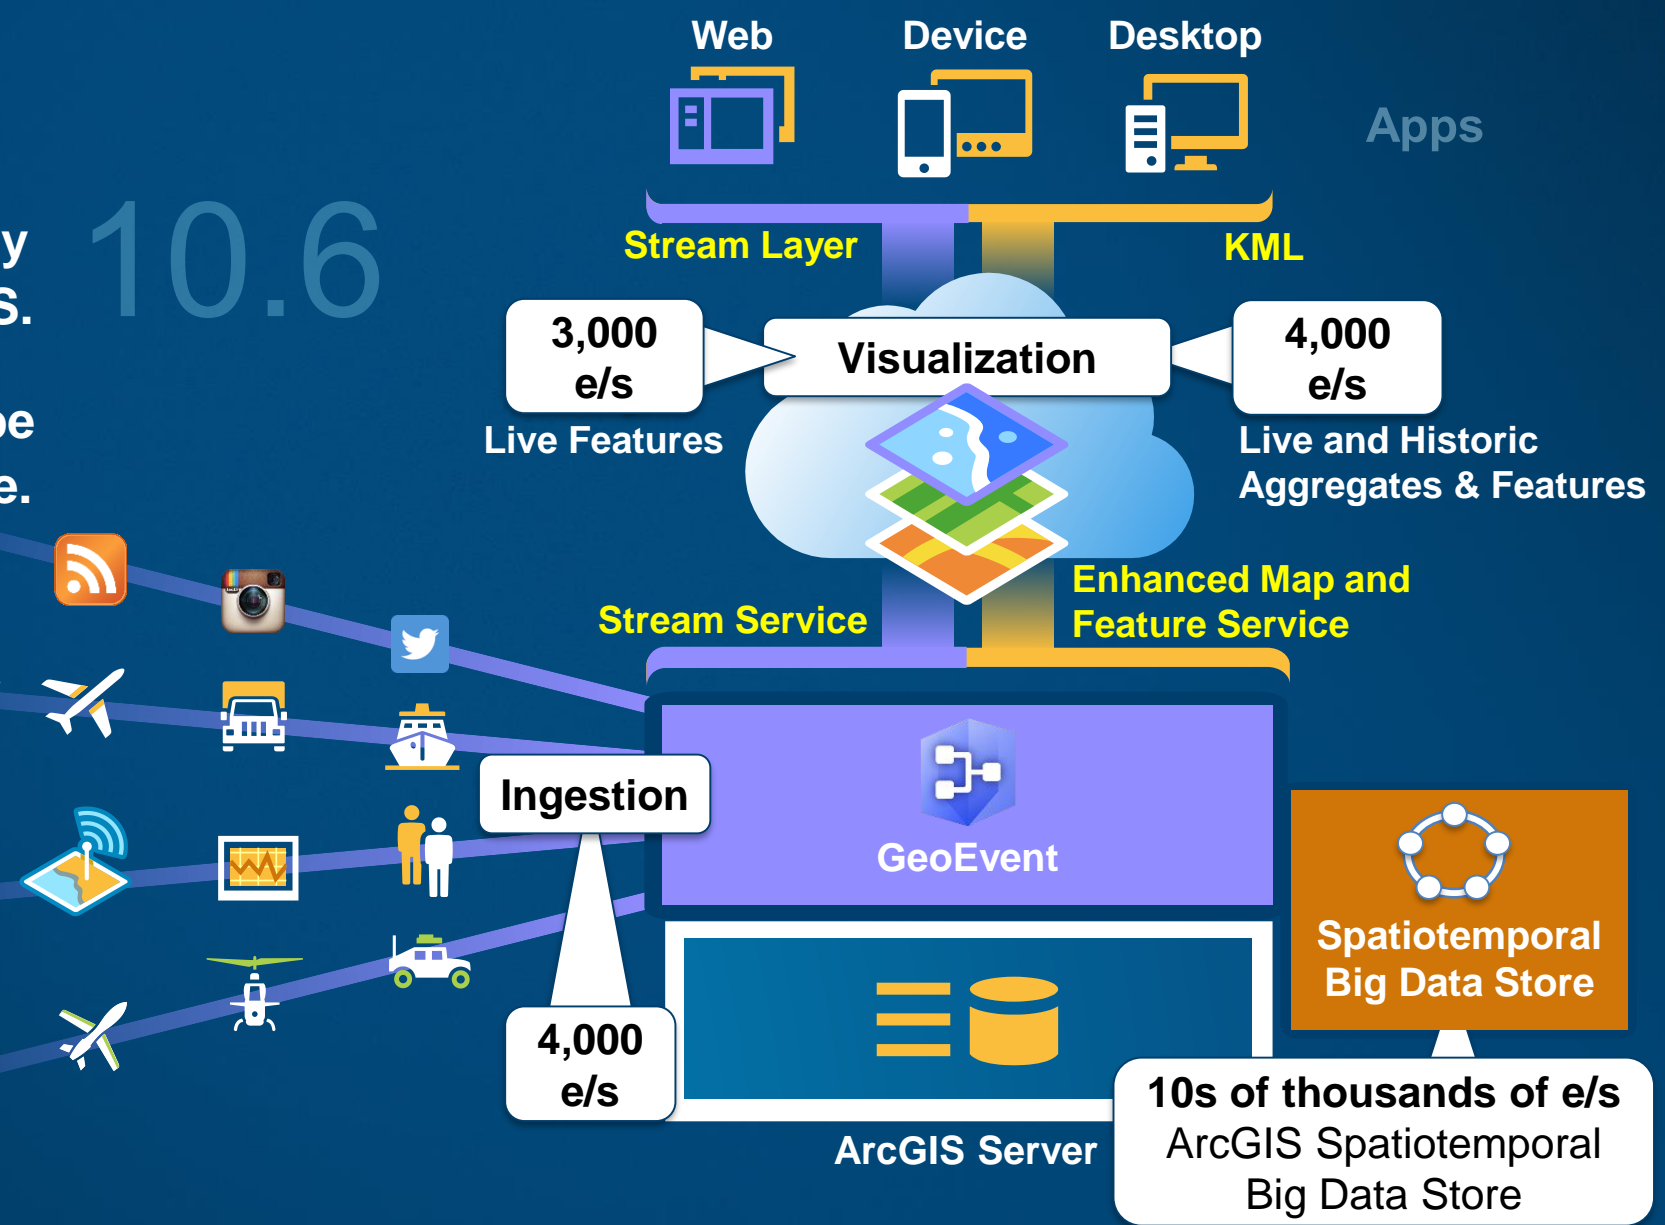 Web
Device
Desktop
Apps
10.6
y
S.
be
e.
Stream Layer
KML
3,000
e/s
Visualization
4,000
e/s
Live Features
Live and Historic
Aggregates & Features
Enhanced Map and
Feature Service
Stream Service
Ingestion
GeoEvent
4,000
e/s
Spatiotemporal
Big Data Store
ArcGIS Server
10s of thousands of e/s
ArcGIS Spatiotemporal
Big Data Store